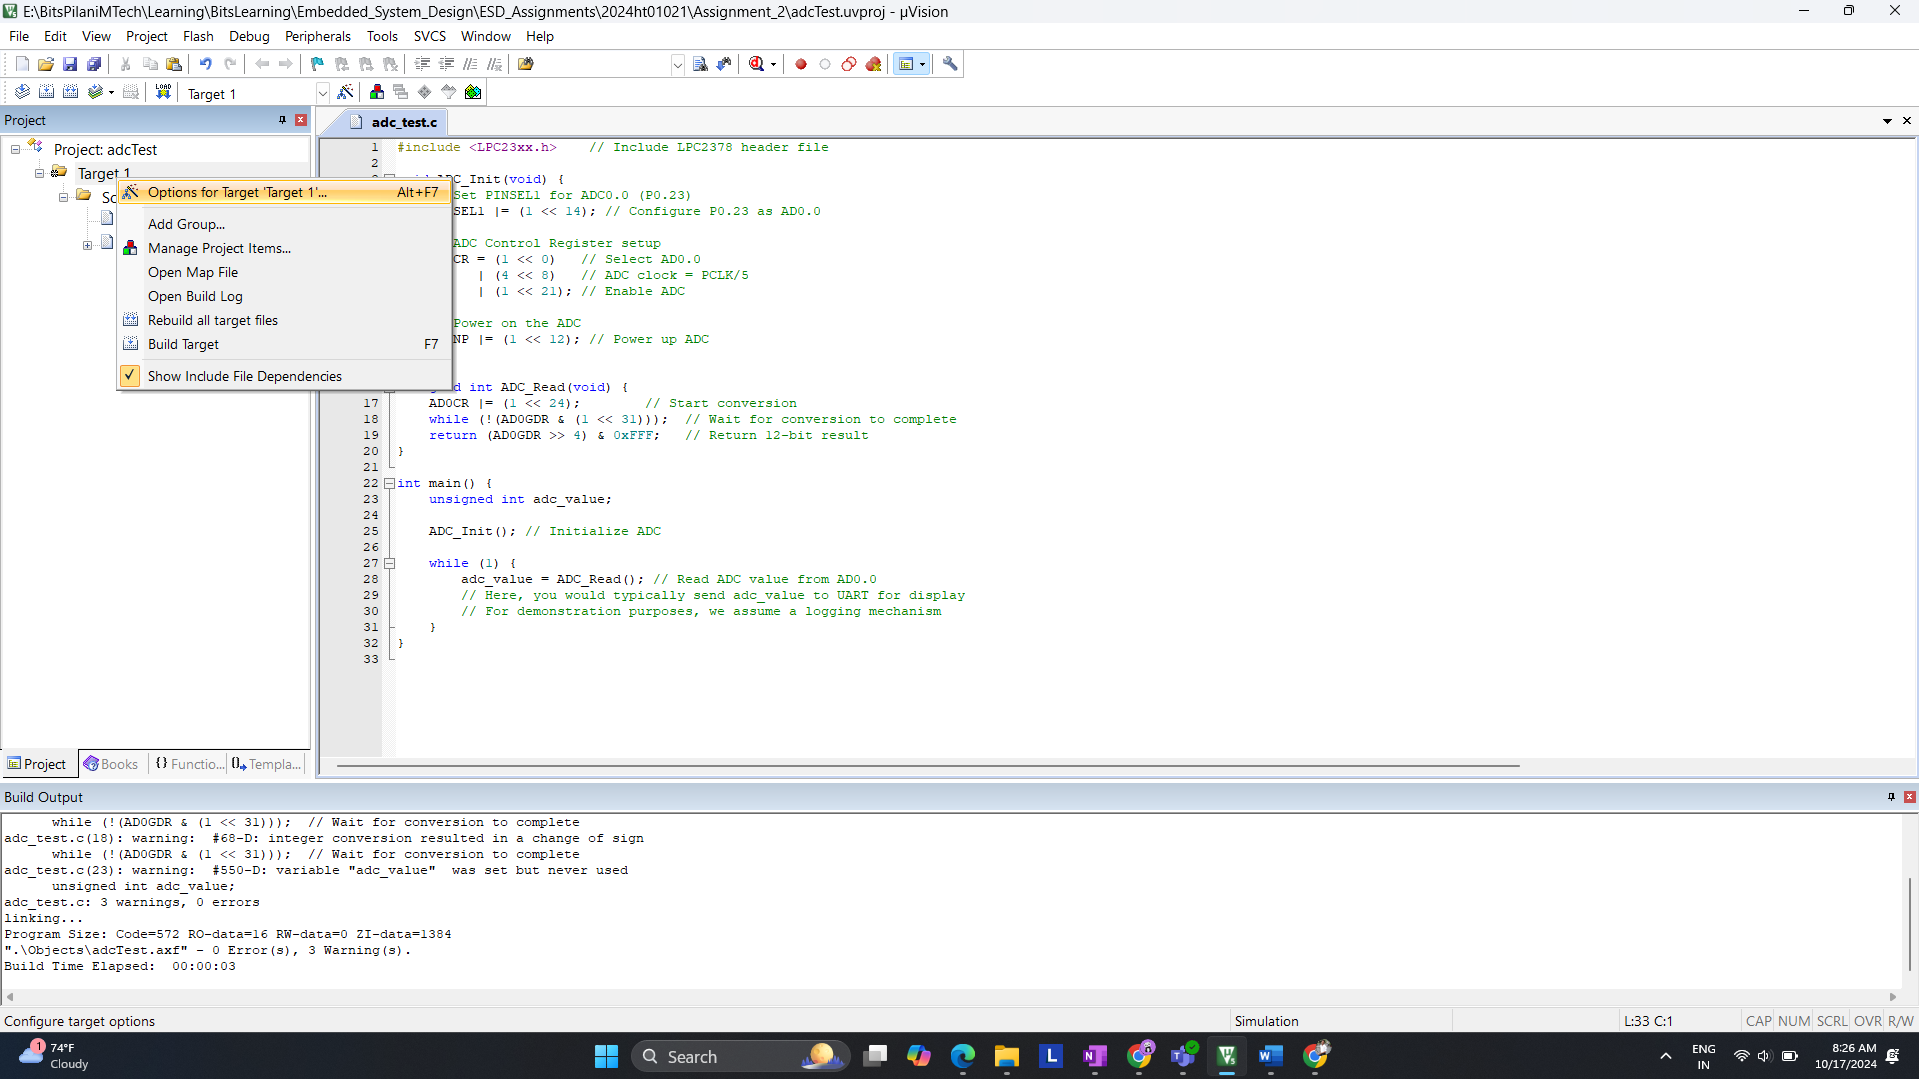 E:\BitsPilaniMTech\Learning\BitsLearning\Embedded_System_Design\ESD_Assignments\2024ht01021\Assignment_2\adcTest.uvproj - µVision
File Edit View Project Flash Debug Peripherals Tools SVCS Window Help
LOAD Target 1
Project
adc_test.c
Project: adcTest
Target 1
Options for Target 'Target 1'... Alt+F7
Add Group...
Manage Project Items...
Open Map File
Open Build Log
Rebuild all target files
Build Target F7
Show Include File Dependencies
1 #include <LPC23xx.h> // Include LPC2378 header file
2
_Init(void) {
Set PINSEL1 for ADC0.0 (P0.23)
SEL1 |= (1 << 14); // Configure P0.23 as AD0.0
ADC Control Register setup
CR = (1 << 0) // Select AD0.0
| (4 << 8) // ADC clock = PCLK/5
| (1 << 21); // Enable ADC
Power on the ADC
NP |= (1 << 12); // Power up ADC
d int ADC_Read(void) {
17 AD0CR |= (1 << 24); // Start conversion
18 while (!(AD0GDR & (1 << 31))); // Wait for conversion to complete
19 return (AD0GDR >> 4) & 0xFFF; // Return 12-bit result
20 }
21
22 int main() {
23 unsigned int adc_value;
24
25 ADC_Init(); // Initialize ADC
26
27 while (1) {
28 adc_value = ADC_Read(); // Read ADC value from AD0.0
29 // Here, you would typically send adc_value to UART for display
30 // For demonstration purposes, we assume a logging mechanism
31 }
32 }
33
Project Books {} Functio... Templa...
Build Output
while (!(AD0GDR & (1 << 31))); // Wait for conversion to complete
adc_test.c(18): warning: #68-D: integer conversion resulted in a change of sign
while (!(AD0GDR & (1 << 31))); // Wait for conversion to complete
adc_test.c(23): warning: #550-D: variable "adc_value" was set but never used
unsigned int adc_value;
adc_test.c: 3 warnings, 0 errors
linking...
Program Size: Code=572 RO-data=16 RW-data=0 ZI-data=1384
".\Objects\adcTest.axf" - 0 Error(s), 3 Warning(s).
Build Time Elapsed: 00:00:03
Configure target options Simulation L:33 C:1 CAP NUM SCRL OVR R/W
1 74°F
Cloudy
Search
ENG
IN
8:26 AM
10/17/2024